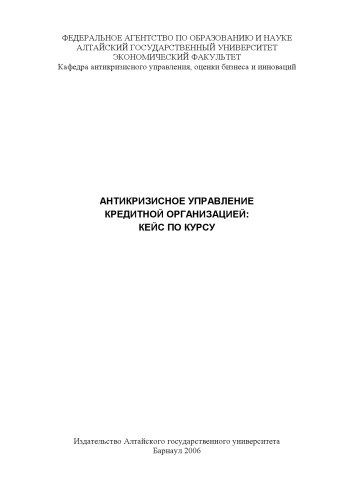 ФЕДЕРАЛЬНОЕ АГЕНТСТВО ПО ОБРАЗОВАНИЮ И НАУКЕ
АЛТАЙСКИЙ ГОСУДАРСТВЕННЫЙ УНИВЕРСИТЕТ
ЭКОНОМИЧЕСКИЙ ФАКУЛЬТЕТ
Кафедра антикризисного управления, оценки бизнеса и инноваций
АНТИКРИЗИСНОЕ УПРАВЛЕНИЕ
КРЕДИТНОЙ ОРГАНИЗАЦИЕЙ:
КЕЙС ПО КУРСУ
Издательство Алтайского государственного университета
Барнаул 2006